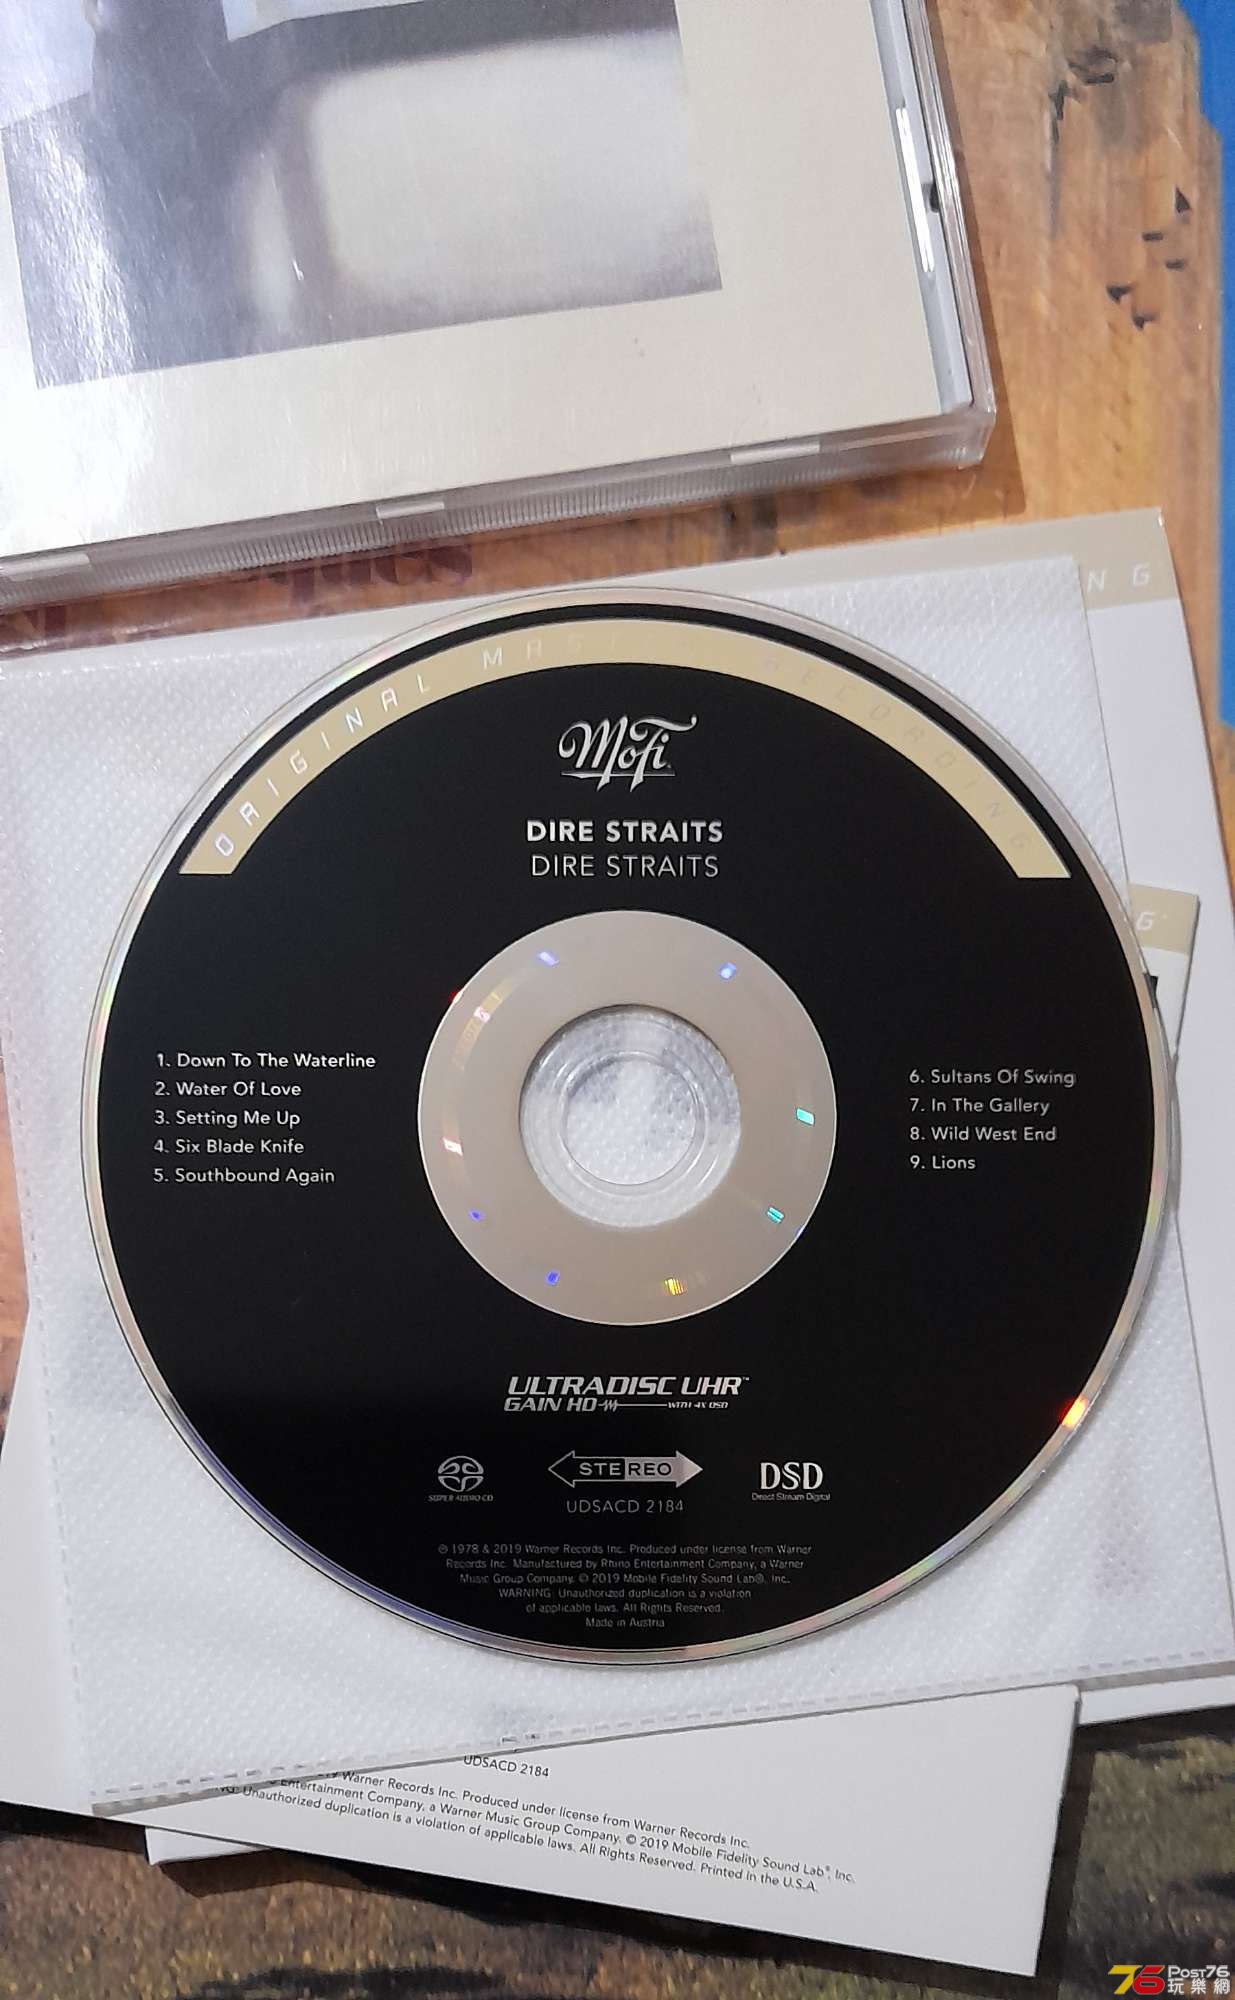 NG
ORIGINAL MASTER RECORDING
G
MoFi
DIRE STRAITS
DIRE STRAITS
1. Down To The Waterline
2. Water Of Love
3. Setting Me Up
4. Six Blade Knife
5. Southbound Again
6. Sultans Of Swing
7. In The Gallery
8. Wild West End
9. Lions
ULTRADISC UHR™
GAIN HD WITH 4X DSD
SUPER AUDIO CD
STEREO
DSD
Direct Stream Digital
UDSACD 2184
℗ 1978 & 2019 Warner Records Inc. Produced under license from Warner
Records Inc. Manufactured by Rhino Entertainment Company, a Warner
Music Group Company. © 2019 Mobile Fidelity Sound Lab®, Inc.
WARNING: Unauthorized duplication is a violation
of applicable laws. All Rights Reserved.
Made in Austria
UDSACD 2184
Warner Records Inc. Produced under license from Warner Records Inc.
Entertainment Company, a Warner Music Group Company. © 2019 Mobile Fidelity Sound Lab®, Inc.
Unauthorized duplication is a violation of applicable laws. All Rights Reserved. Printed in the U.S.A.
76 Post76
玩樂網